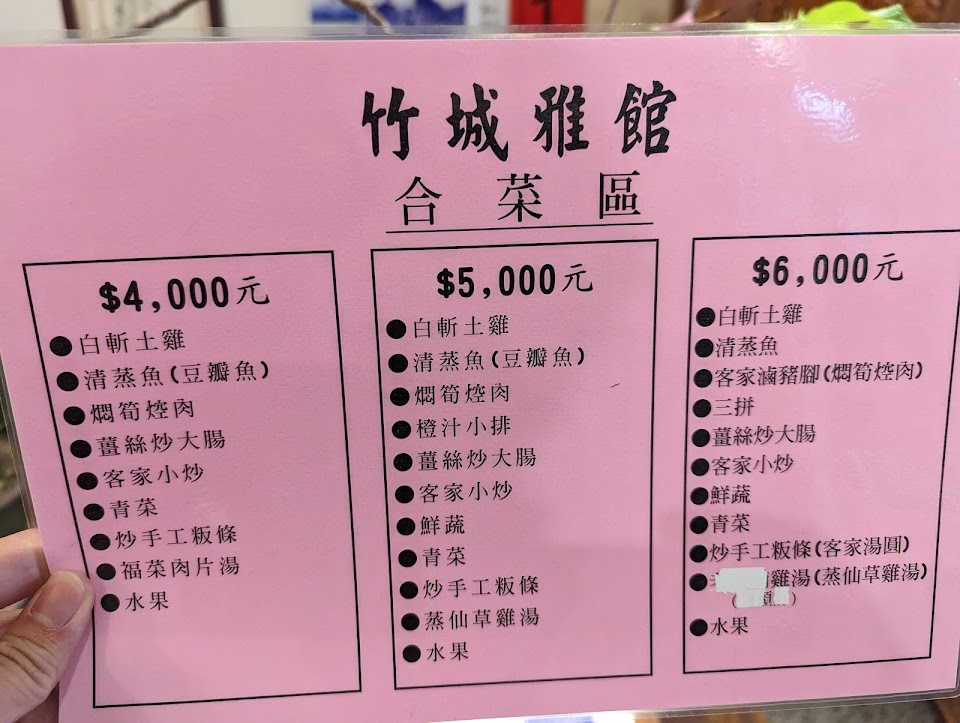 竹城雅館
合菜區
$4,000元
●白斬土雞
●清蒸魚(豆瓣魚)
●燜筍焢肉
●薑絲炒大腸
●客家小炒
●青菜
●炒手工粄條
●福菜肉片湯
●水果
$5,000元
●白斬土雞
●清蒸魚(豆瓣魚)
●燜筍焢肉
●橙汁小排
●薑絲炒大腸
●客家小炒
●鮮蔬
●青菜
●炒手工粄條
●蒸仙草雞湯
●水果
$6,000元
●白斬土雞
●清蒸魚
●客家滷豬腳(燜筍焢肉)
●三拼
●薑絲炒大腸
●客家小炒
●鮮蔬
●青菜
●炒手工粄條(客家湯圓)
●雞湯(蒸仙草雞湯)
●水果